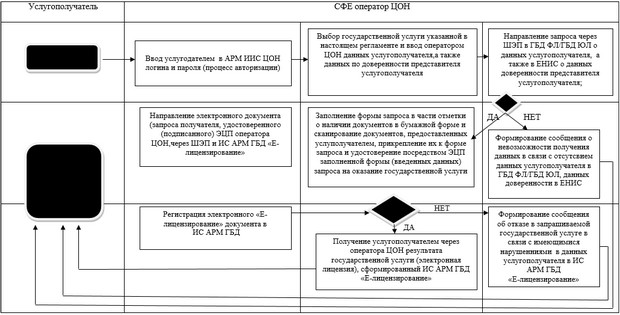 Услугополучатель
СФЕ оператор ЦОН
Ввод услугодателем в АРМ ИИС ЦОН
логина и пароля (процесс авторизации)
Выбор государственной услуги указанной в
настоящем регламенте и ввод оператором
ЦОН данных услугополучателя,а также
данных по доверенности представителя
услугополучателя
Направление запроса через
ШЭП в ГБД ФЛ/ГБД ЮЛ о
данных услугополучателя, а
также в ЕНИС о данных
доверенности представителя
услугополучателя;
Направление электронного документа
(запроса получателя, удостоверенного
(подписанного) ЭЦП оператора
ЦОН,через ШЭП и ИС АРМ ГБД «Е-
лицензирование»
Заполнение формы запроса в части отметки
о наличии документов в бумажной форме и
сканирование документов, предоставленных
услуполучателем, прикрепление их к форме
запроса и удостоверение посредством ЭЦП
заполненной формы (введенных данных)
запроса на оказание государственной услуги
ДА
НЕТ
Формирование сообщения о
невозможности получения
данных в связи с отсутсвием
данных услугополучателя в
ГБД ФЛ/ГБД ЮЛ, данных
доверенности в ЕНИС
Регистрация электронного «Е-
лицензирование» документа в
ИС АРМ ГБД
НЕТ
ДА
Получение услугополучателем через
оператора ЦОН результата
государственной услуги (электронная
лицензия), сформированный ИС АРМ ГБД
«Е-лицензирование»
Формирование сообщения
об отказе в запрашиваемой
государственной услуге в
связи с имеющимися
нарушениями в данных
услугополучателя в ИС
АРМ ГБД
«Е-лицензирование»